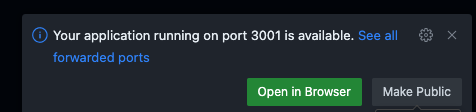 Your application running on port 3001 is available. See all
forwarded ports
Open in Browser Make Public